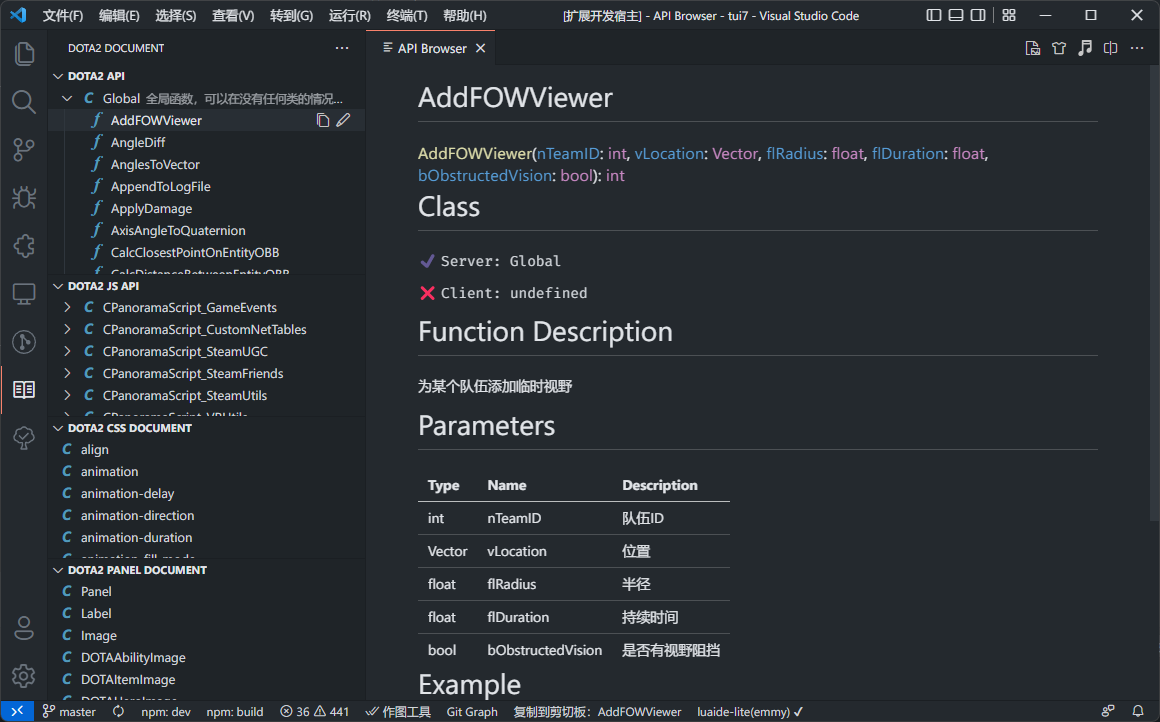 文件(F) 编辑(E) 选择(S) 查看(V) 转到(G) 运行(R) 终端(T) 帮助(H) [扩展开发宿主] - API Browser - tui7 - Visual Studio Code
DOTA2 DOCUMENT
DOTA2 API
Global 全局函数，可以在没有任何类的情况...
AddFOWViewer
AngleDiff
AnglesToVector
AppendToLogFile
ApplyDamage
AxisAngleToQuaternion
CalcClosestPointOnEntityOBB
CalcDistanceBetweenEntityOBB
DOTA2 JS API
CPanoramaScript_GameEvents
CPanoramaScript_CustomNetTables
CPanoramaScript_SteamUGC
CPanoramaScript_SteamFriends
CPanoramaScript_SteamUtils
CPanoramaScript_VRUtils
DOTA2 CSS DOCUMENT
align
animation
animation-delay
animation-direction
animation-duration
animation-fill-mode
DOTA2 PANEL DOCUMENT
Panel
Label
Image
DOTAAbilityImage
DOTAItemImage
DOTAHeroImage
API Browser
AddFOWViewer
AddFOWViewer(nTeamID: int, vLocation: Vector, flRadius: float, flDuration: float,
bObstructedVision: bool): int
Class
Server: Global
Client: undefined
Function Description
为某个队伍添加临时视野
Parameters
Type Name Description
int nTeamID 队伍ID
Vector vLocation 位置
float flRadius 半径
float flDuration 持续时间
bool bObstructedVision 是否有视野阻挡
Example
master npm: dev npm: build 36 441 作图工具 Git Graph 复制到剪切板：AddFOWViewer luaide-lite(emmy) ✓